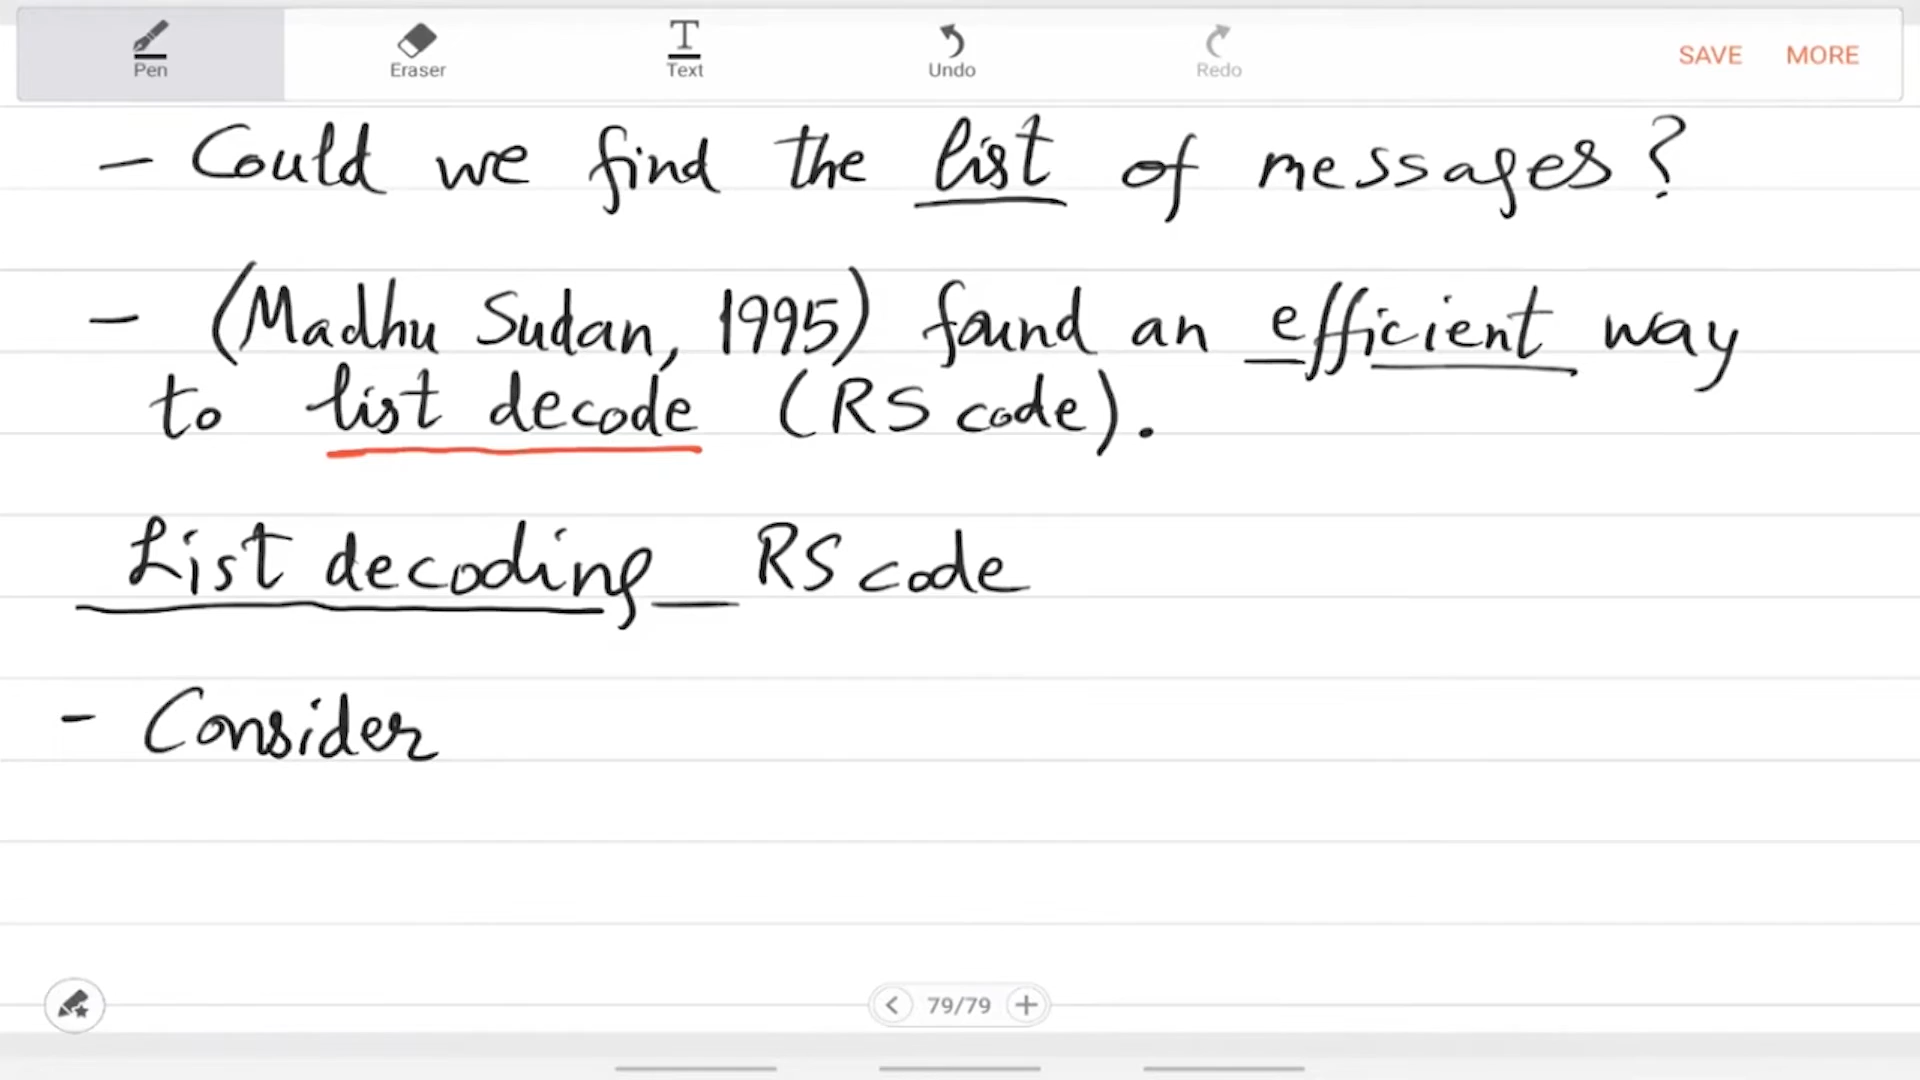 Pen
Eraser
Text
Undo
Redo
SAVE
MORE
- Could we find the list of messages?
- (Madhu Sudan, 1995) found an efficient way
to list decode (RS code).
List decoding RS code
- Consider
79/79